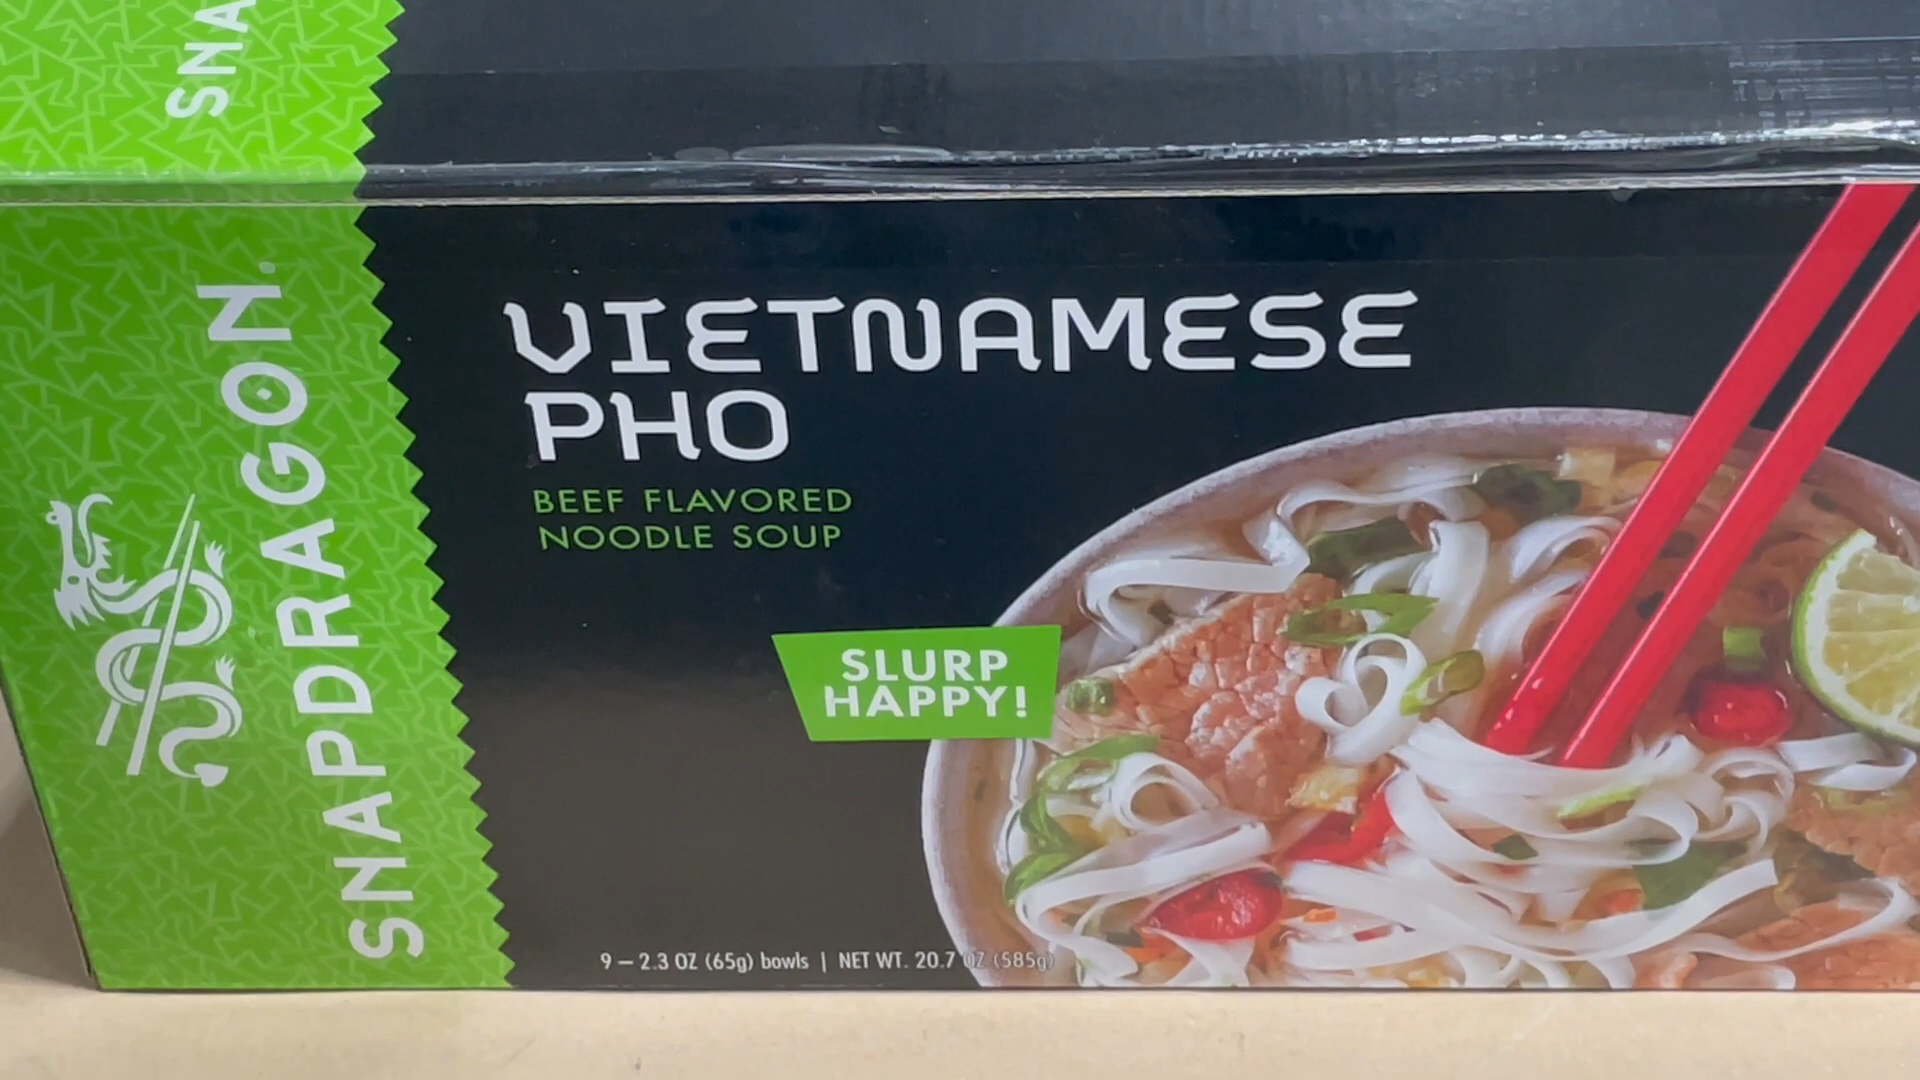 SNA
SNAPDRAGON.
VIETNAMESE
PHO
BEEF FLAVORED
NOODLE SOUP
SLURP
HAPPY!
9 – 2.3 OZ (65g) bowls | NET WT. 20.7 OZ (585g)